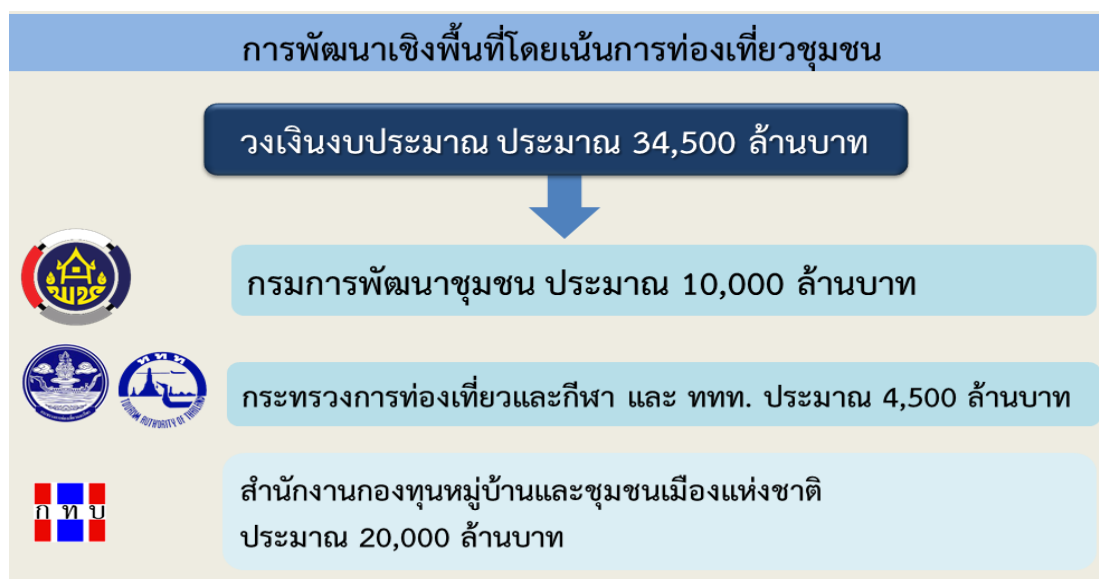 การพัฒนาเชิงพื้นที่โดยเน้นการท่องเที่ยวชุมชน
วงเงินงบประมาณ ประมาณ 34,500 ล้านบาท
พช
กรมการพัฒนาชุมชน ประมาณ 10,000 ล้านบาท
ททท
TOURISM AUTHORITY OF THAILAND
กระทรวงการท่องเที่ยวและกีฬา และ ททท. ประมาณ 4,500 ล้านบาท
ก ท บ
สำนักงานกองทุนหมู่บ้านและชุมชนเมืองแห่งชาติ
ประมาณ 20,000 ล้านบาท